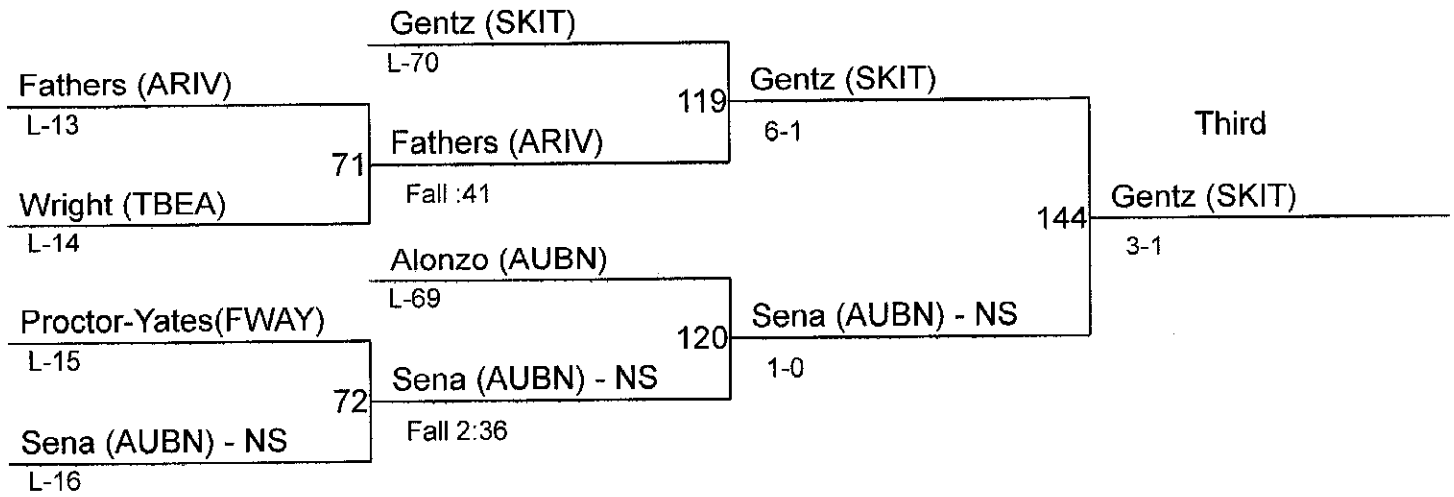 Gentz (SKIT)
L-70
Fathers (ARIV)
L-13
119
Gentz (SKIT)
6-1
Third
71
Fathers (ARIV)
Fall :41
Wright (TBEA)
L-14
144
Gentz (SKIT)
3-1
Alonzo (AUBN)
L-69
Proctor-Yates(FWAY)
L-15
120
Sena (AUBN) - NS
1-0
72
Sena (AUBN) - NS
Fall 2:36
Sena (AUBN) - NS
L-16